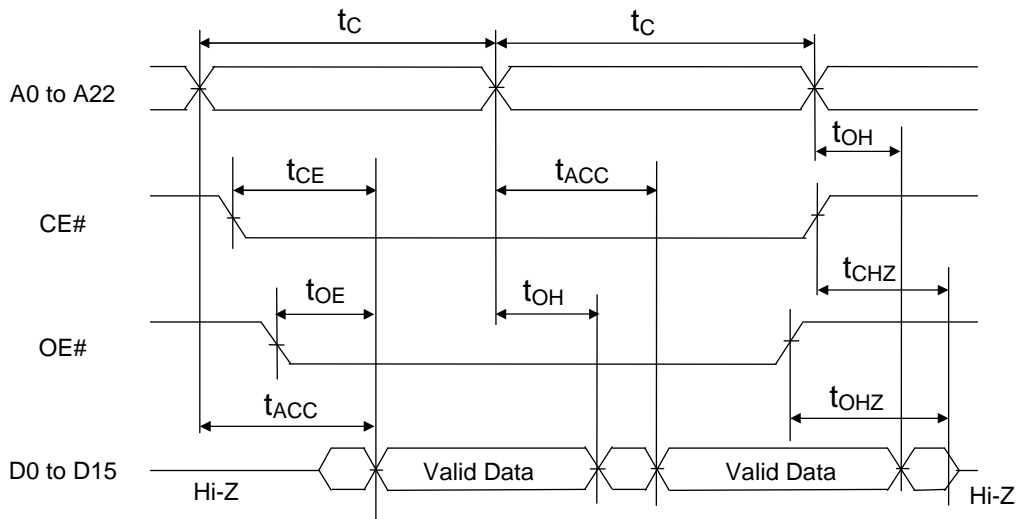 tC tC
A0 to A22
tOH
tCE tACC
CE#
tCHZ
tOE tOH
OE#
tACC tOHZ
D0 to D15 Valid Data Valid Data
Hi-Z Hi-Z